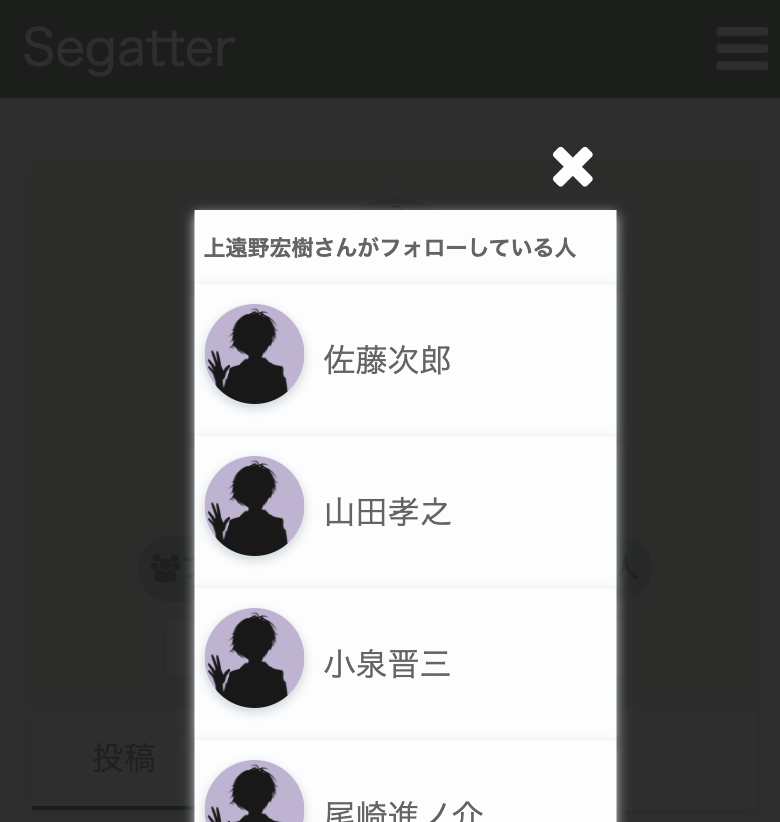 Segatter
上遠野宏樹さんがフォローしている人
佐藤次郎
山田孝之
小泉晋三
人
投稿
尾崎進ノ介